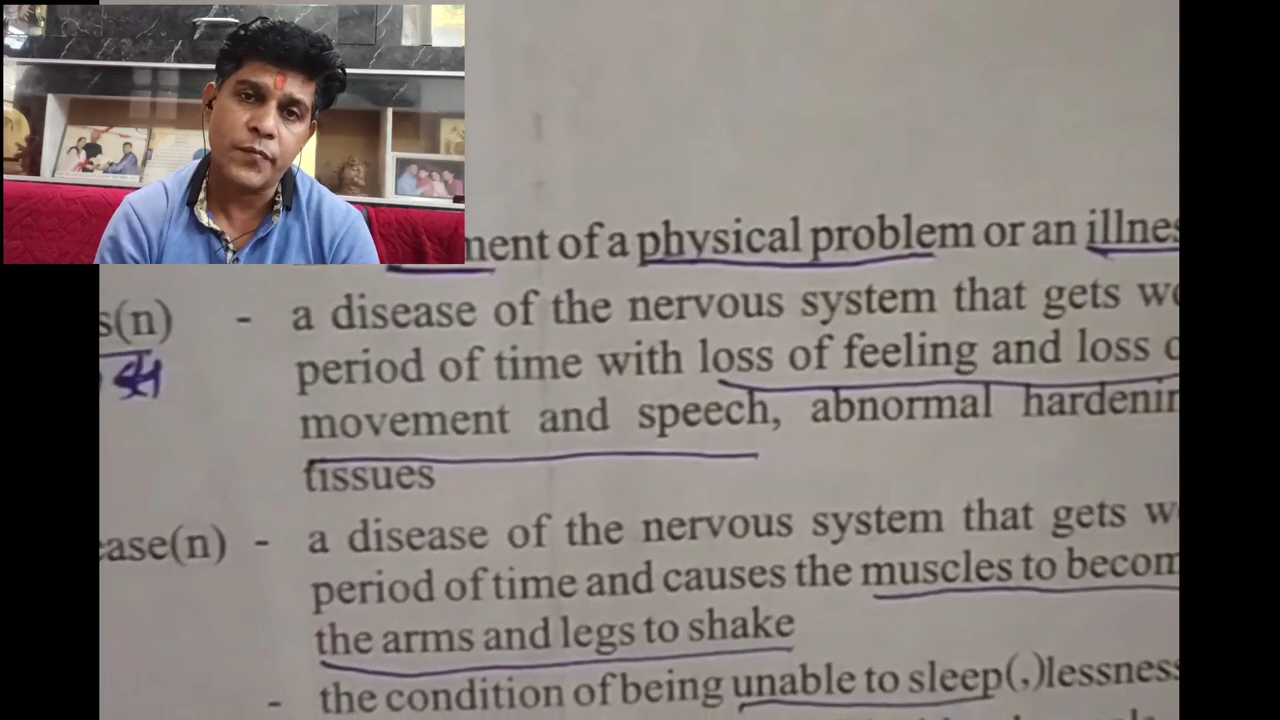 ment of a physical problem or an illnes
s(n) - a disease of the nervous system that gets wo
period of time with loss of feeling and loss o
movement and speech, abnormal hardenin
tissues
ease(n) - a disease of the nervous system that gets w
period of time and causes the muscles to becom
the arms and legs to shake
- the condition of being unable to sleep(,)lessness